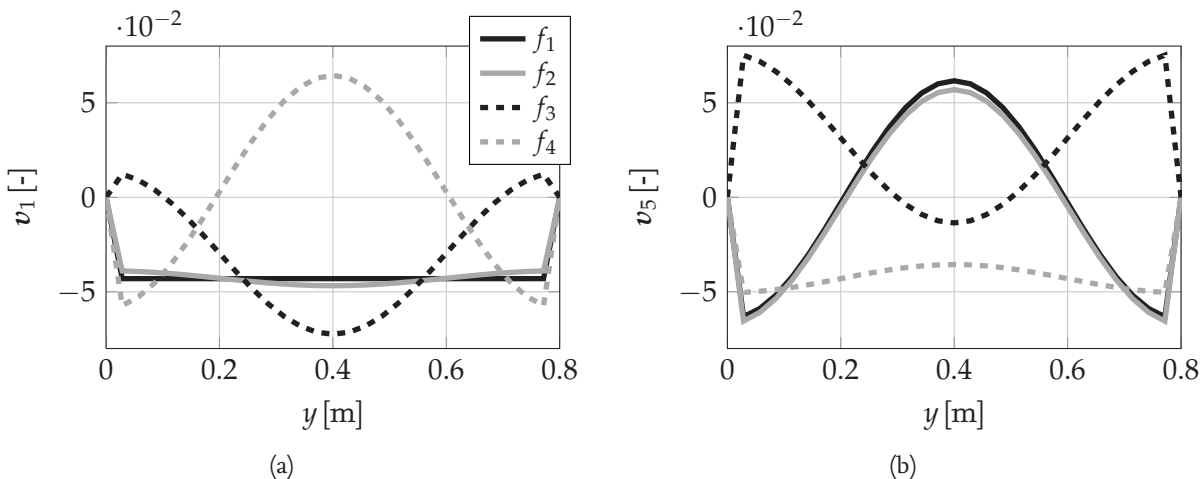 ·10⁻²
5
0
−5
v₁ [-]
0 0.2 0.4 0.6 0.8
y [m]
f₁
f₂
f₃
f₄
(a)
·10⁻²
5
0
−5
v₅ [-]
0 0.2 0.4 0.6 0.8
y [m]
(b)